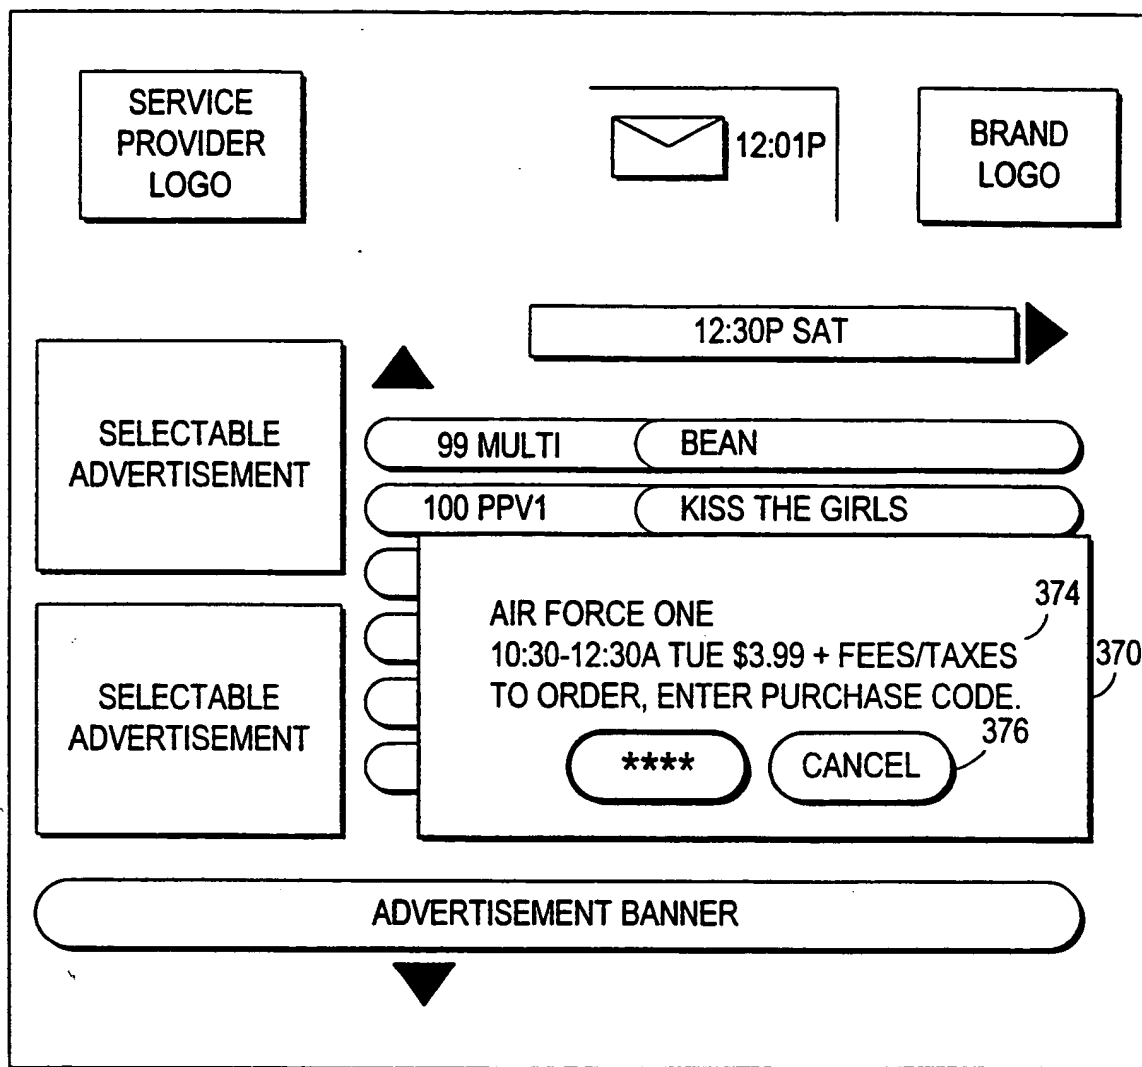 SERVICE
PROVIDER
LOGO
12:01P
BRAND
LOGO
12:30P SAT
SELECTABLE
ADVERTISEMENT
99 MULTI BEAN
100 PPV1 KISS THE GIRLS
SELECTABLE
ADVERTISEMENT
AIR FORCE ONE
374
10:30-12:30A TUE $3.99 + FEES/TAXES
370
TO ORDER, ENTER PURCHASE CODE.
376
**** CANCEL
ADVERTISEMENT BANNER